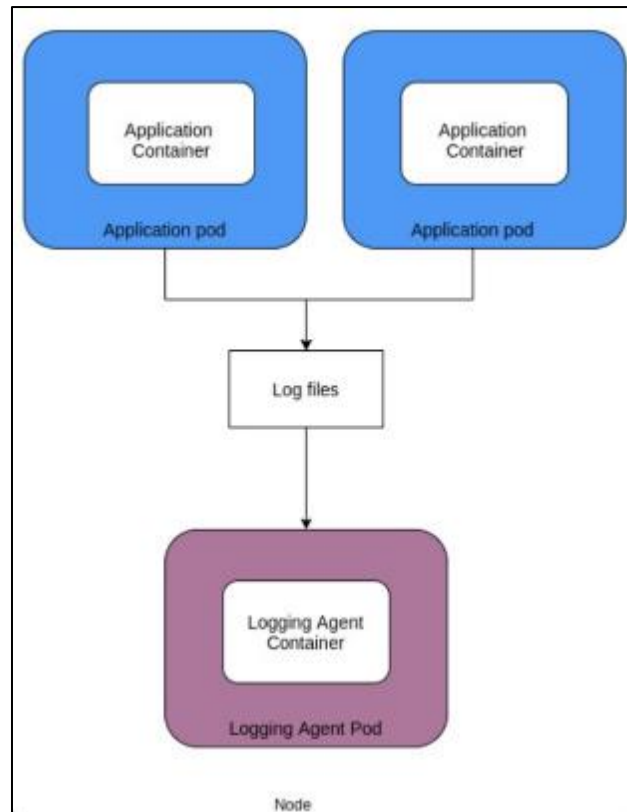 Application
Container
Application pod
Application
Container
Application pod
Log files
Logging Agent
Container
Logging Agent Pod
Node